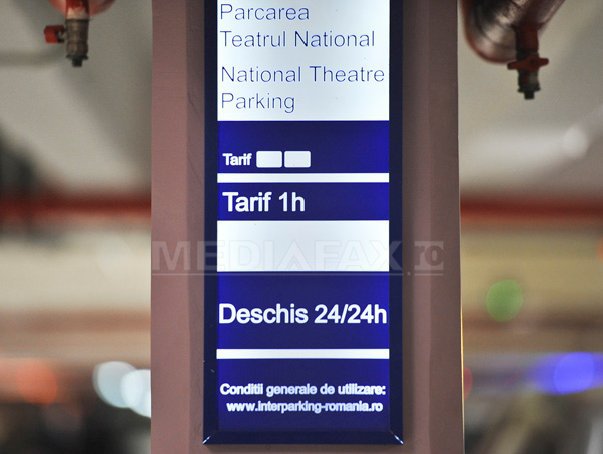 Parcarea
Teatrul National
National Theatre
Parking
Tarif
Tarif 1h
MEDIAFAX.ro
Deschis 24/24h
Conditii generale de utilizare:
www.interparking-romania.ro